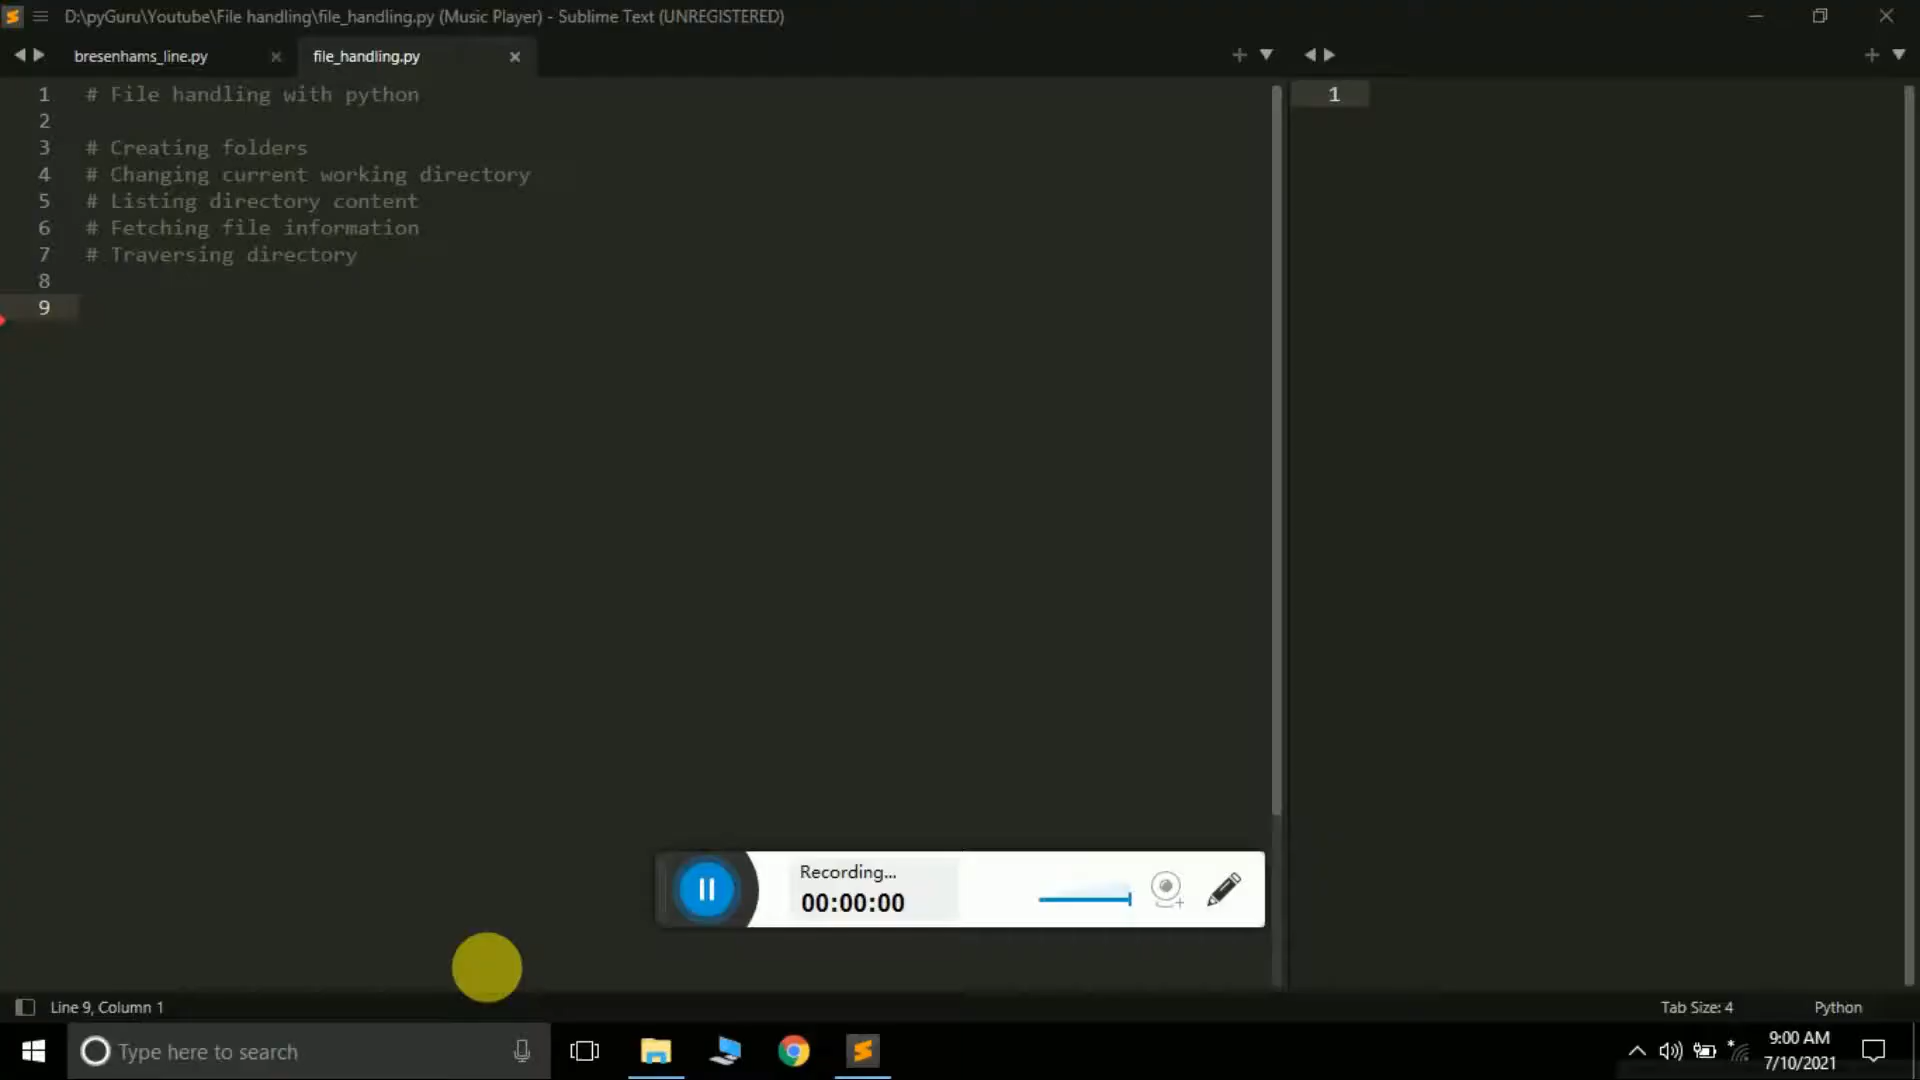 D:\pyGuru\Youtube\File handling\file_handling.py (Music Player) - Sublime Text (UNREGISTERED)
bresenhams_line.py
file_handling.py
1 # File handling with python
2
3 # Creating folders
4 # Changing current working directory
5 # Listing directory content
6 # Fetching file information
7 # Traversing directory
8
9
1
Recording...
00:00:00
Line 9, Column 1
Tab Size: 4
Python
Type here to search
9:00 AM
7/10/2021